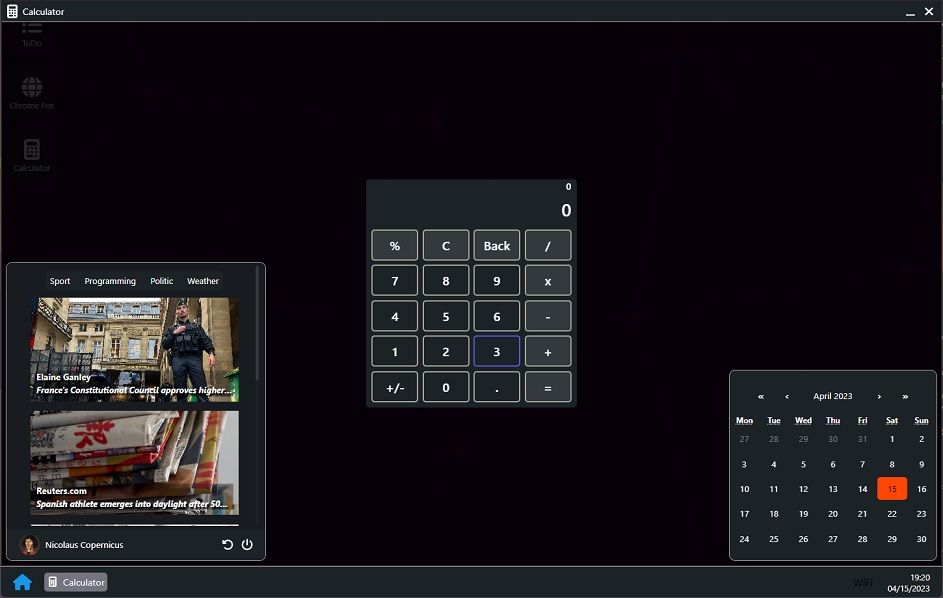 Calculator
ToDo
Chrome Fox
Calculator
0
0
% C Back /
7 8 9 x
4 5 6 -
1 2 3 +
+/- 0 . =
Sport Programming Politic Weather
Elaine Ganley
France's Constitutional Council approves higher...
Reuters.com
Spanish athlete emerges into daylight after 50...
Nicolaus Copernicus
« ‹ April 2023 › »
Mon Tue Wed Thu Fri Sat Sun
27 28 29 30 31 1 2
3 4 5 6 7 8 9
10 11 12 13 14 15 16
17 18 19 20 21 22 23
24 25 26 27 28 29 30
Calculator
WiFi
19:20
04/15/2023